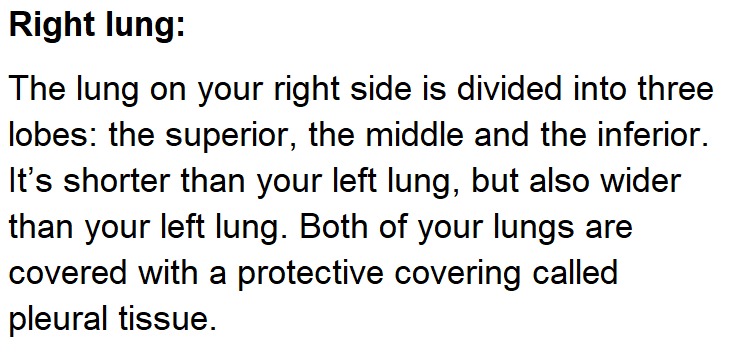 Right lung:
The lung on your right side is divided into three
lobes: the superior, the middle and the inferior.
It’s shorter than your left lung, but also wider
than your left lung. Both of your lungs are
covered with a protective covering called
pleural tissue.